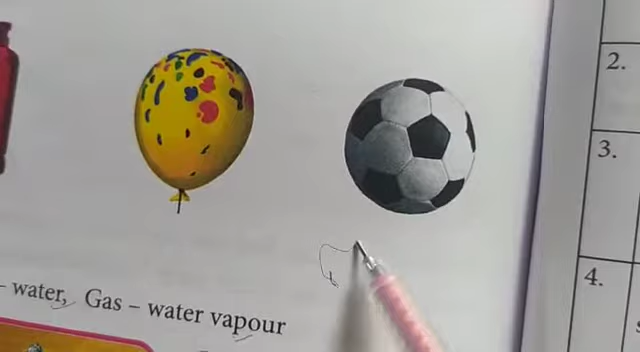 2.
3.
4.
– water, Gas – water vapour